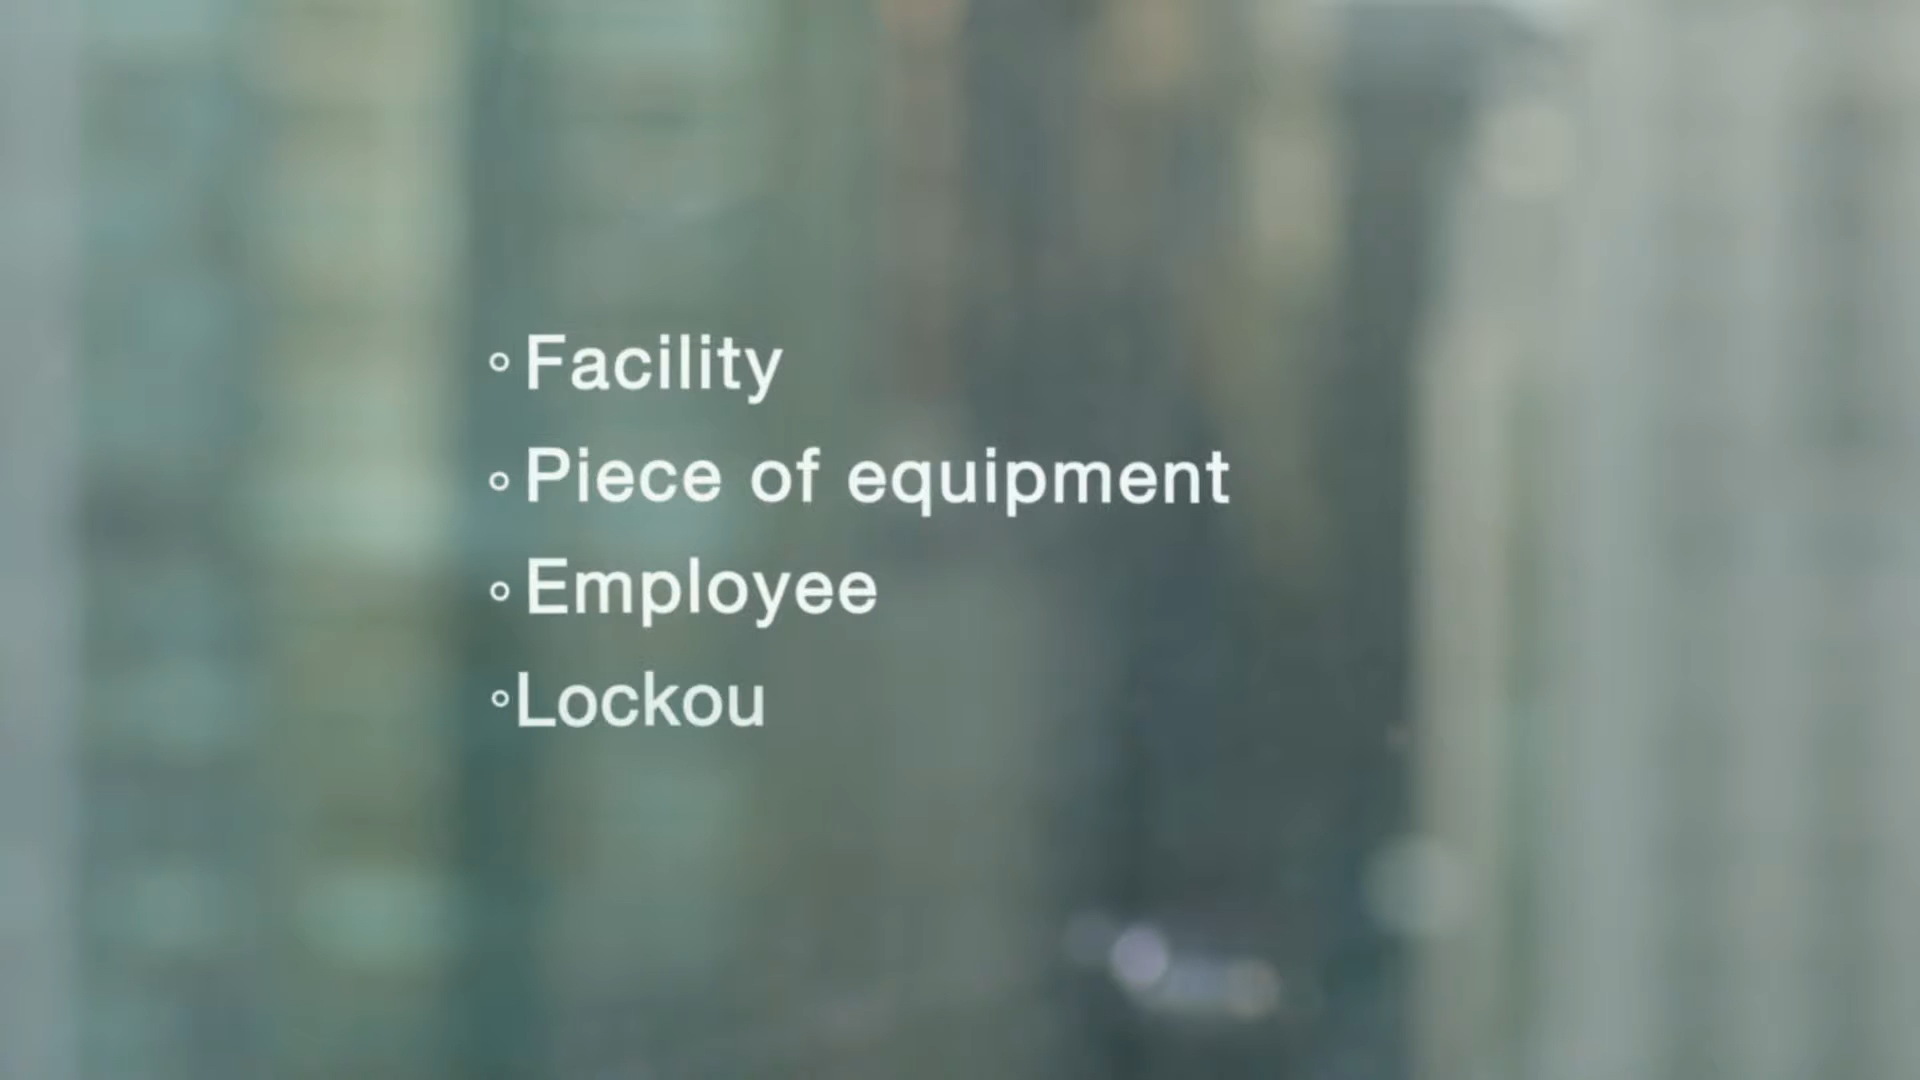 ◦ Facility
◦ Piece of equipment
◦ Employee
◦ Lockou